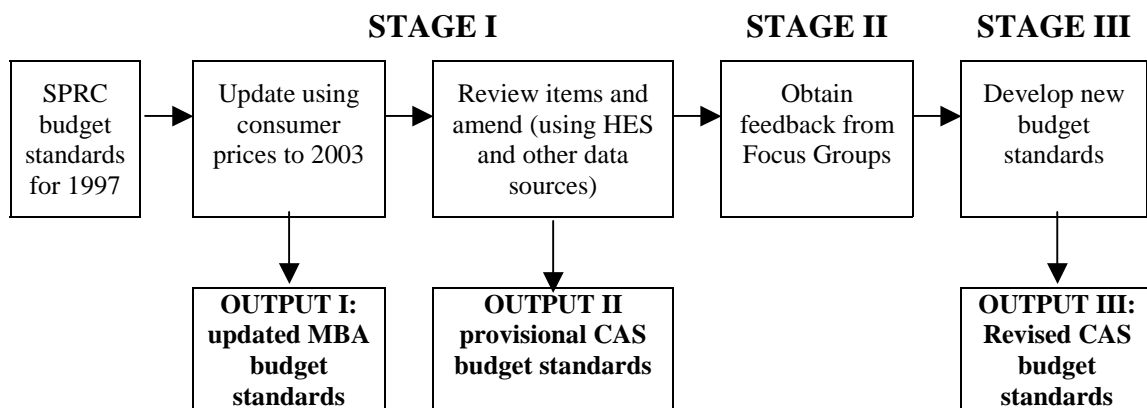 STAGE I
STAGE II
STAGE III
SPRC
budget
standards
for 1997
Update using
consumer
prices to 2003
Review items and
amend (using HES
and other data
sources)
Obtain
feedback from
Focus Groups
Develop new
budget
standards
OUTPUT I:
updated MBA
budget
standards
OUTPUT II
provisional CAS
budget standards
OUTPUT III:
Revised CAS
budget
standards